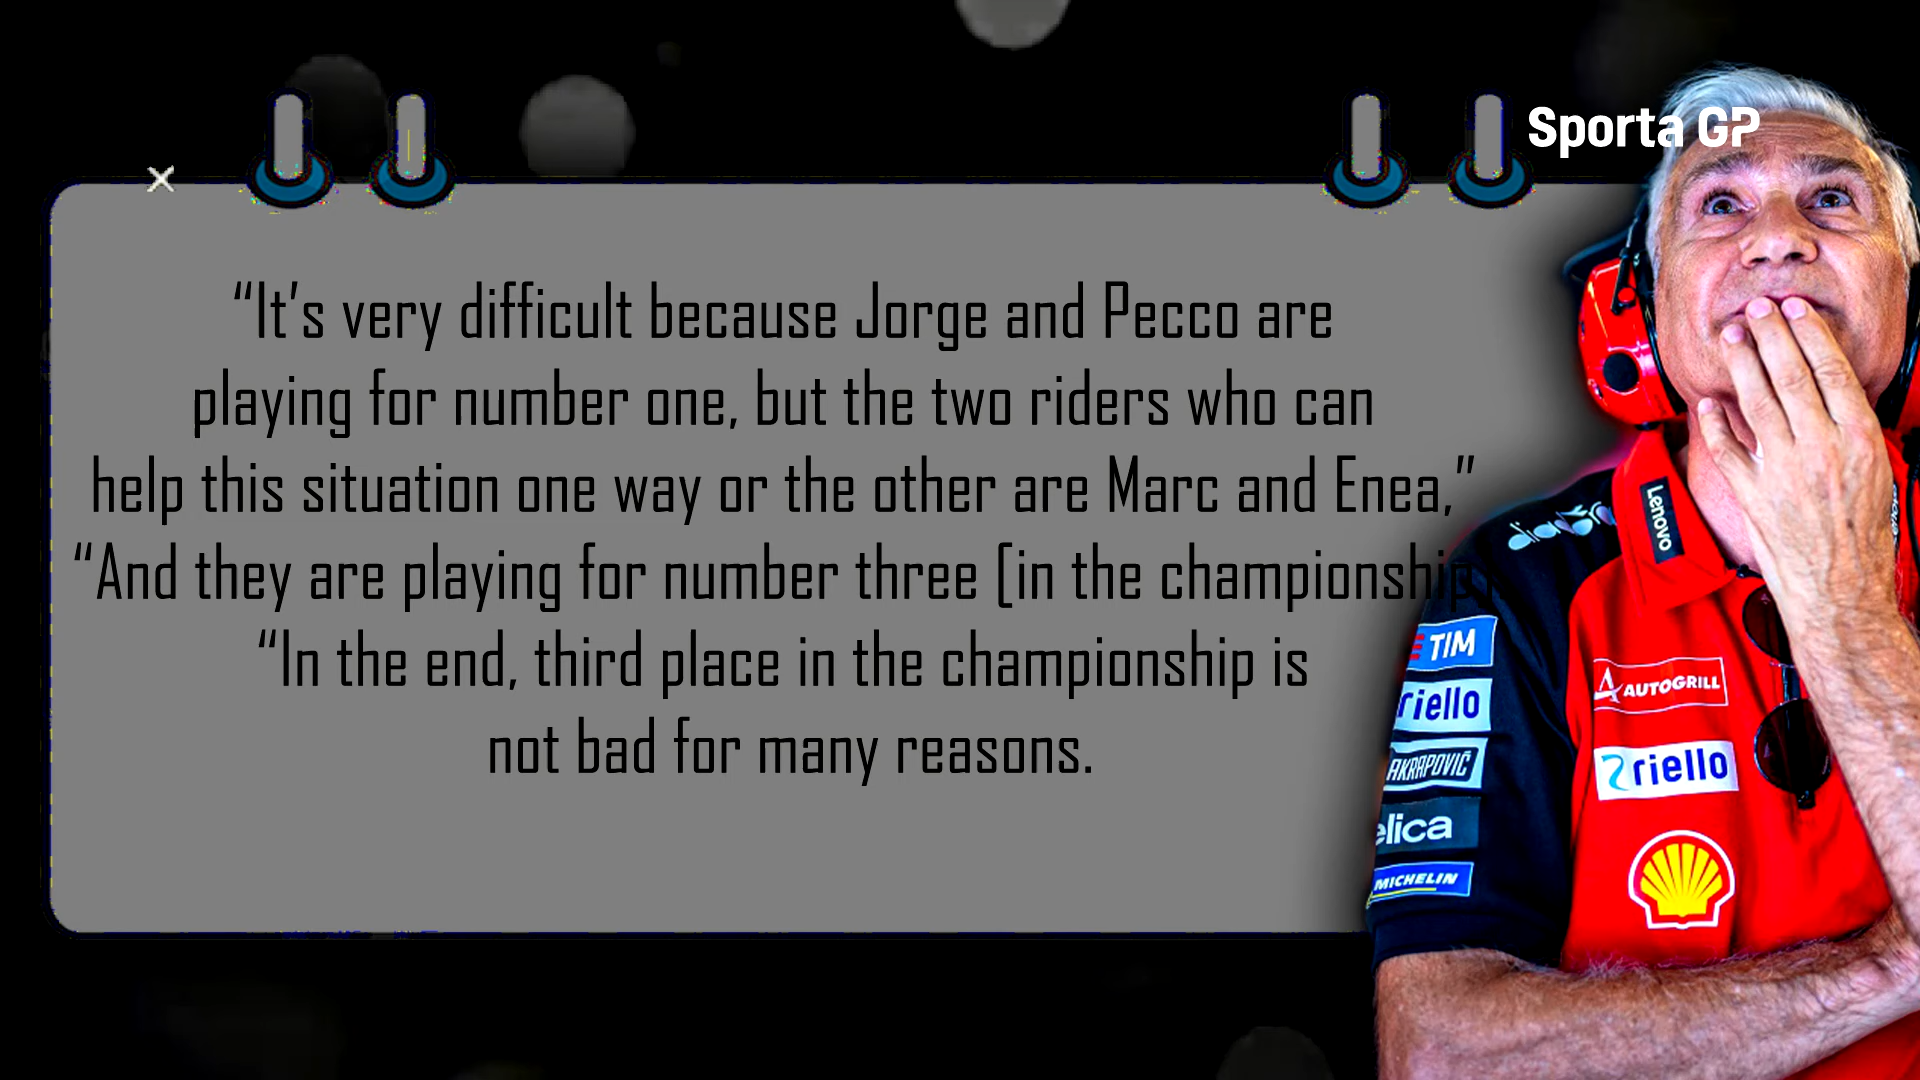 Sporta GP
“It’s very difficult because Jorge and Pecco are
playing for number one, but the two riders who can
help this situation one way or the other are Marc and Enea,”
“And they are playing for number three [in the championship].
“In the end, third place in the championship is
not bad for many reasons.
Lenovo
diadora
TIM
riello
AKRAPOVIČ
elica
MICHELIN
AUTOGRILL
riello